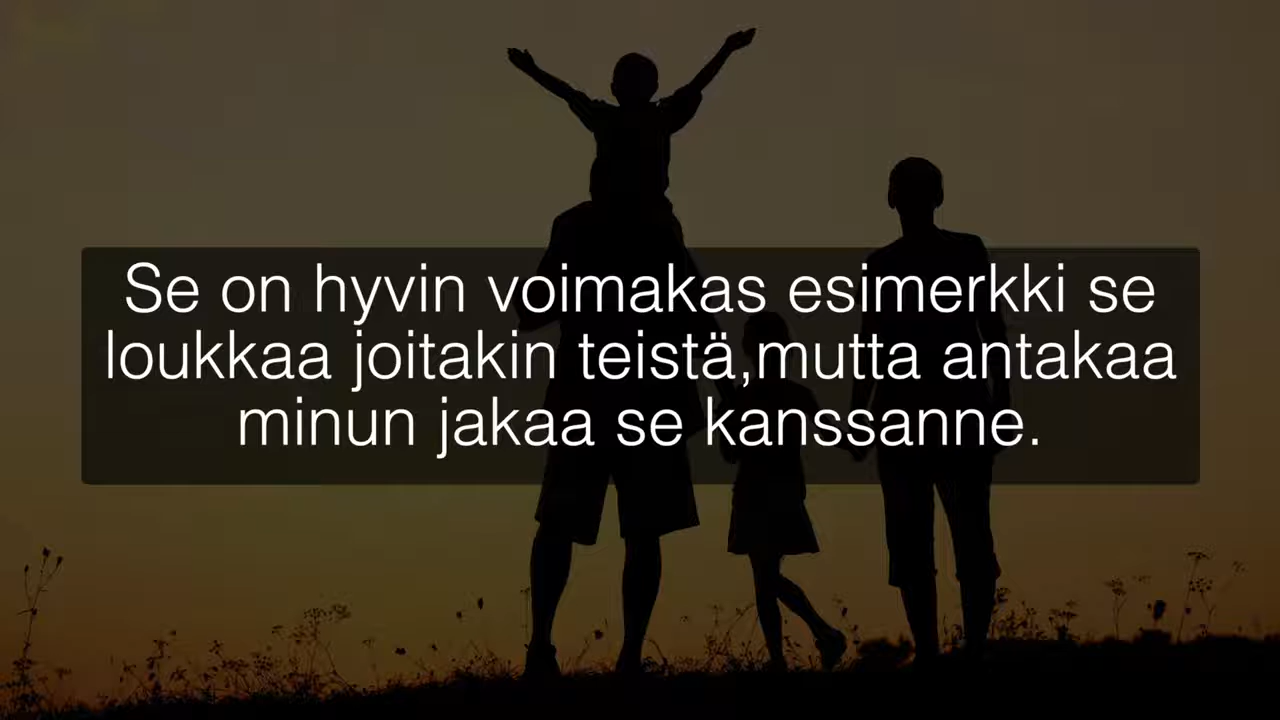 Se on hyvin voimakas esimerkki se
loukkaa joitakin teistä,mutta antakaa
minun jakaa se kanssanne.